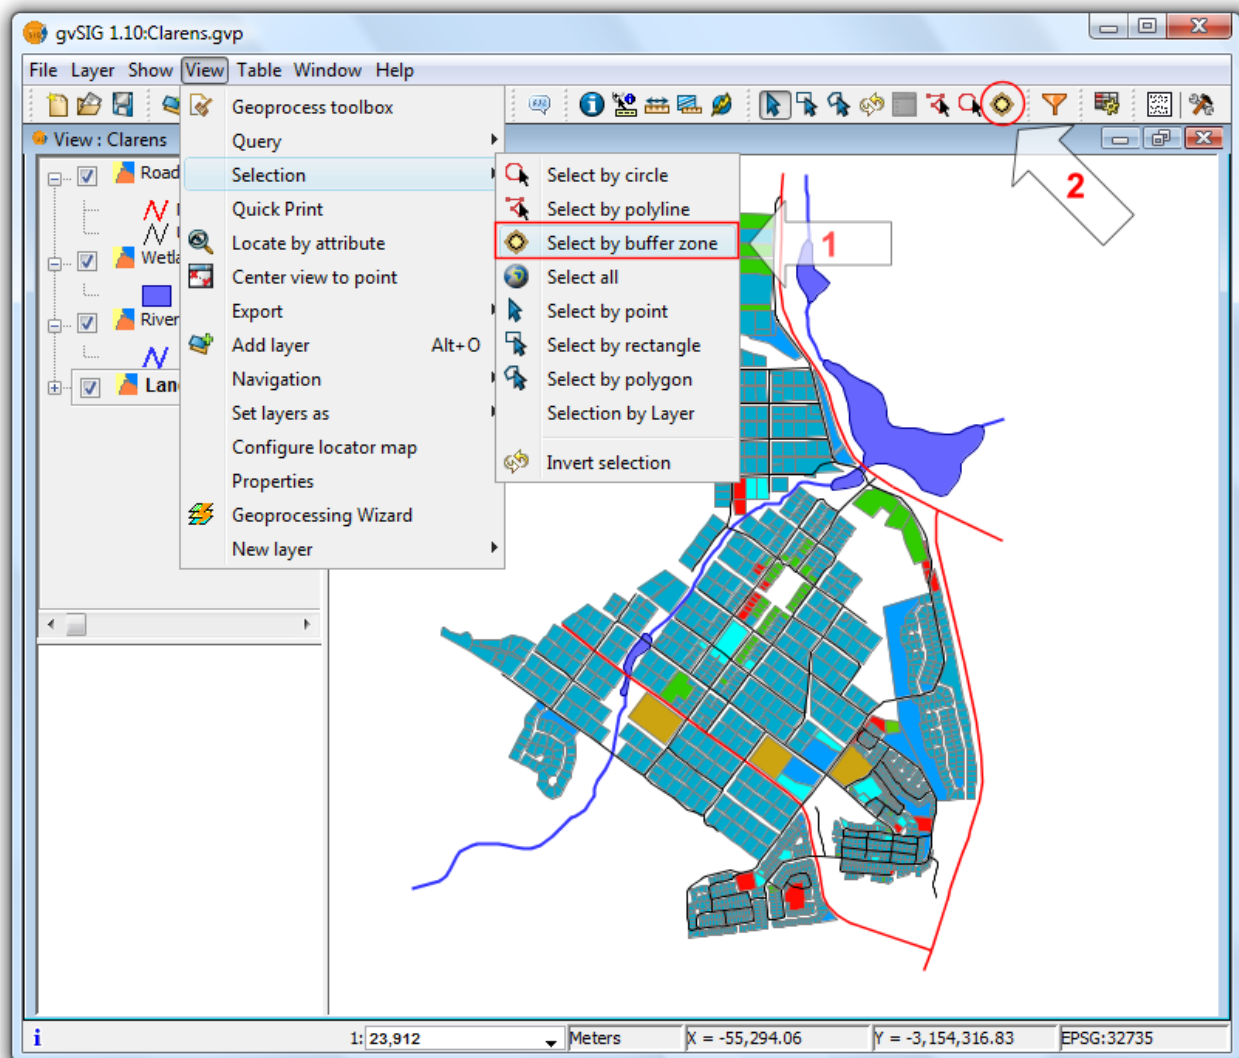 gvSIG 1.10:Clarens.gvp
File Layer Show View Table Window Help
View : Clarens
Road
Wetla
River
Lan
Geoprocess toolbox
Query
Selection
Quick Print
Locate by attribute
Center view to point
Export
Add layer Alt+O
Navigation
Set layers as
Configure locator map
Properties
Geoprocessing Wizard
New layer
Select by circle
Select by polyline
Select by buffer zone
Select all
Select by point
Select by rectangle
Select by polygon
Selection by Layer
Invert selection
1
2
1: 23,912 Meters X = -55,294.06 Y = -3,154,316.83 EPSG:32735